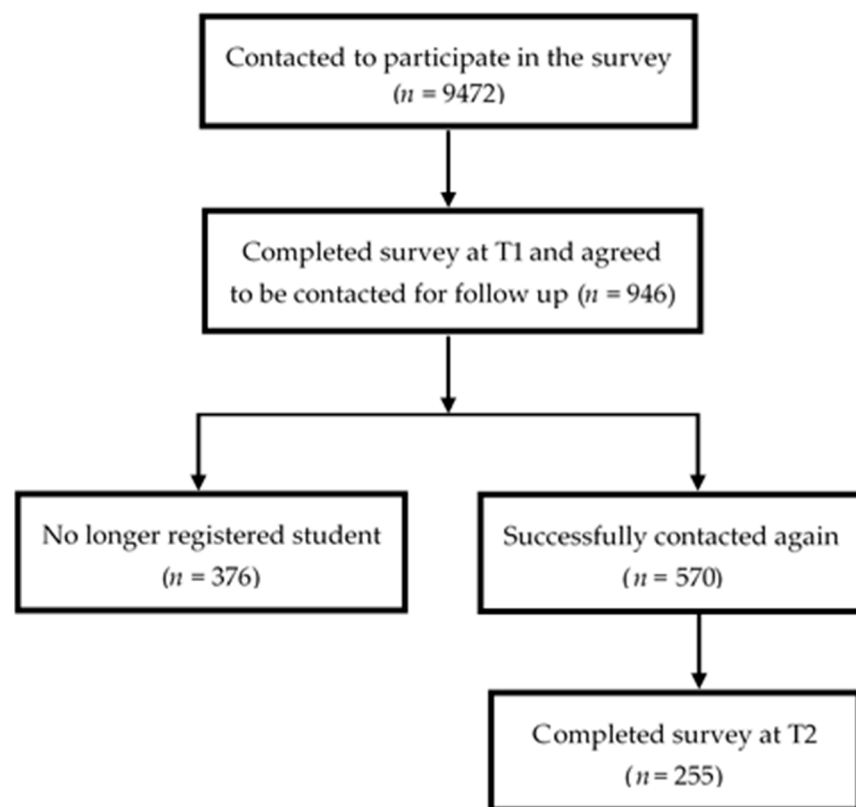 Contacted to participate in the survey
(n = 9472)
Completed survey at T1 and agreed
to be contacted for follow up (n = 946)
No longer registered student
(n = 376)
Successfully contacted again
(n = 570)
Completed survey at T2
(n = 255)